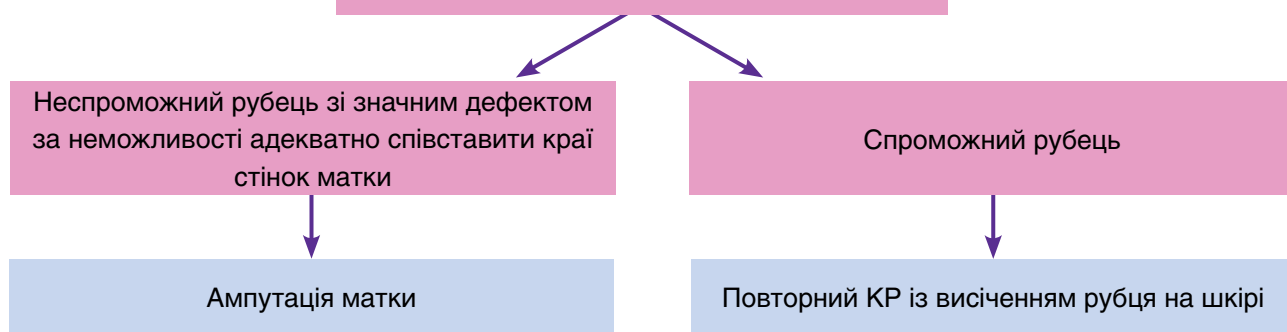 Неспроможний рубець зі значним дефектом
за неможливості адекватно співставити краї
стінок матки
Спроможний рубець
Ампутація матки
Повторний КР із висіченням рубця на шкірі